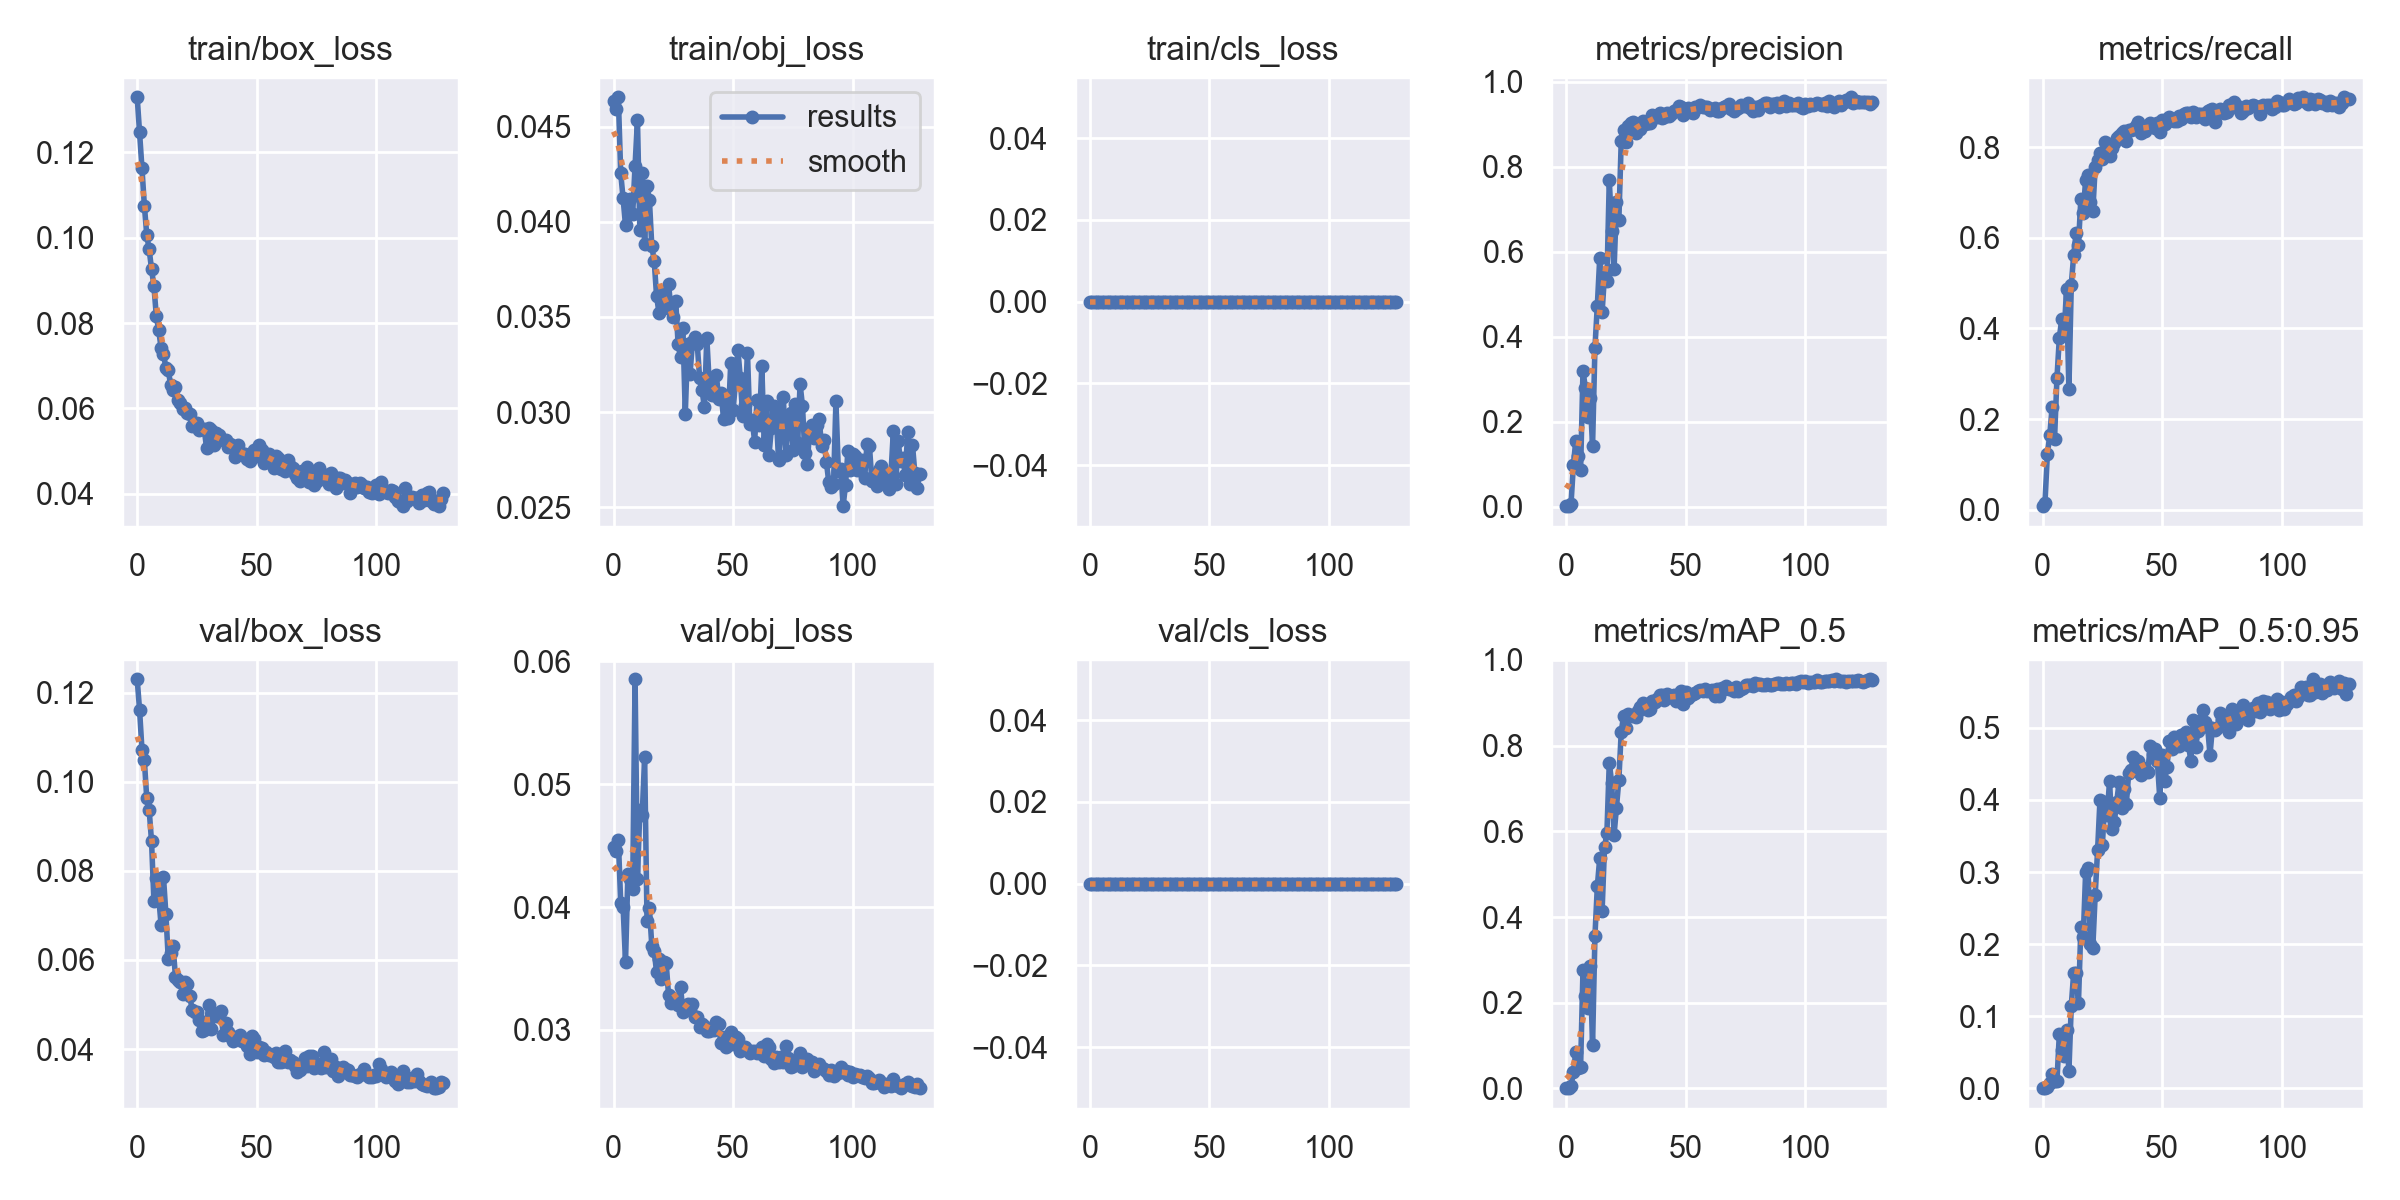 train/box_loss
train/obj_loss
train/cls_loss
metrics/precision
metrics/recall
0.12
0.10
0.08
0.06
0.04
0 50 100
0.045
0.040
0.035
0.030
0.025
results
smooth
0 50 100
0.04
0.02
0.00
−0.02
−0.04
0 50 100
1.0
0.8
0.6
0.4
0.2
0.0
0 50 100
0.8
0.6
0.4
0.2
0.0
0 50 100
val/box_loss
val/obj_loss
val/cls_loss
metrics/mAP_0.5
metrics/mAP_0.5:0.95
0.12
0.10
0.08
0.06
0.04
0 50 100
0.06
0.05
0.04
0.03
0 50 100
0.04
0.02
0.00
−0.02
−0.04
0 50 100
1.0
0.8
0.6
0.4
0.2
0.0
0 50 100
0.5
0.4
0.3
0.2
0.1
0.0
0 50 100